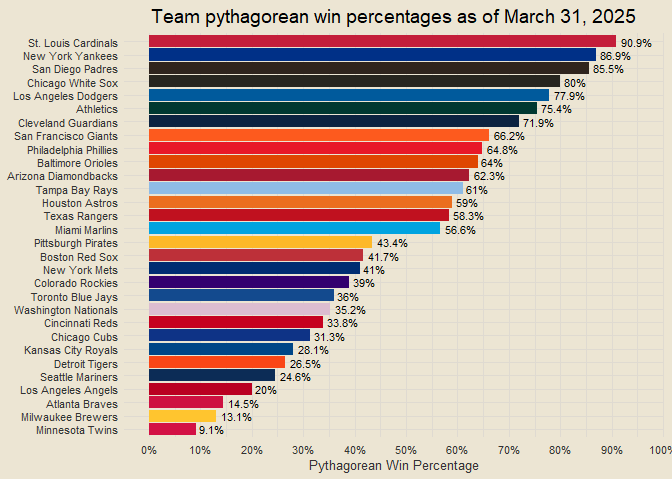 Team pythagorean win percentages as of March 31, 2025
St. Louis Cardinals 90.9%
New York Yankees 86.9%
San Diego Padres 85.5%
Chicago White Sox 80%
Los Angeles Dodgers 77.9%
Athletics 75.4%
Cleveland Guardians 71.9%
San Francisco Giants 66.2%
Philadelphia Phillies 64.8%
Baltimore Orioles 64%
Arizona Diamondbacks 62.3%
Tampa Bay Rays 61%
Houston Astros 59%
Texas Rangers 58.3%
Miami Marlins 56.6%
Pittsburgh Pirates 43.4%
Boston Red Sox 41.7%
New York Mets 41%
Colorado Rockies 39%
Toronto Blue Jays 36%
Washington Nationals 35.2%
Cincinnati Reds 33.8%
Chicago Cubs 31.3%
Kansas City Royals 28.1%
Detroit Tigers 26.5%
Seattle Mariners 24.6%
Los Angeles Angels 20%
Atlanta Braves 14.5%
Milwaukee Brewers 13.1%
Minnesota Twins 9.1%
0% 10% 20% 30% 40% 50% 60% 70% 80% 90% 100%
Pythagorean Win Percentage